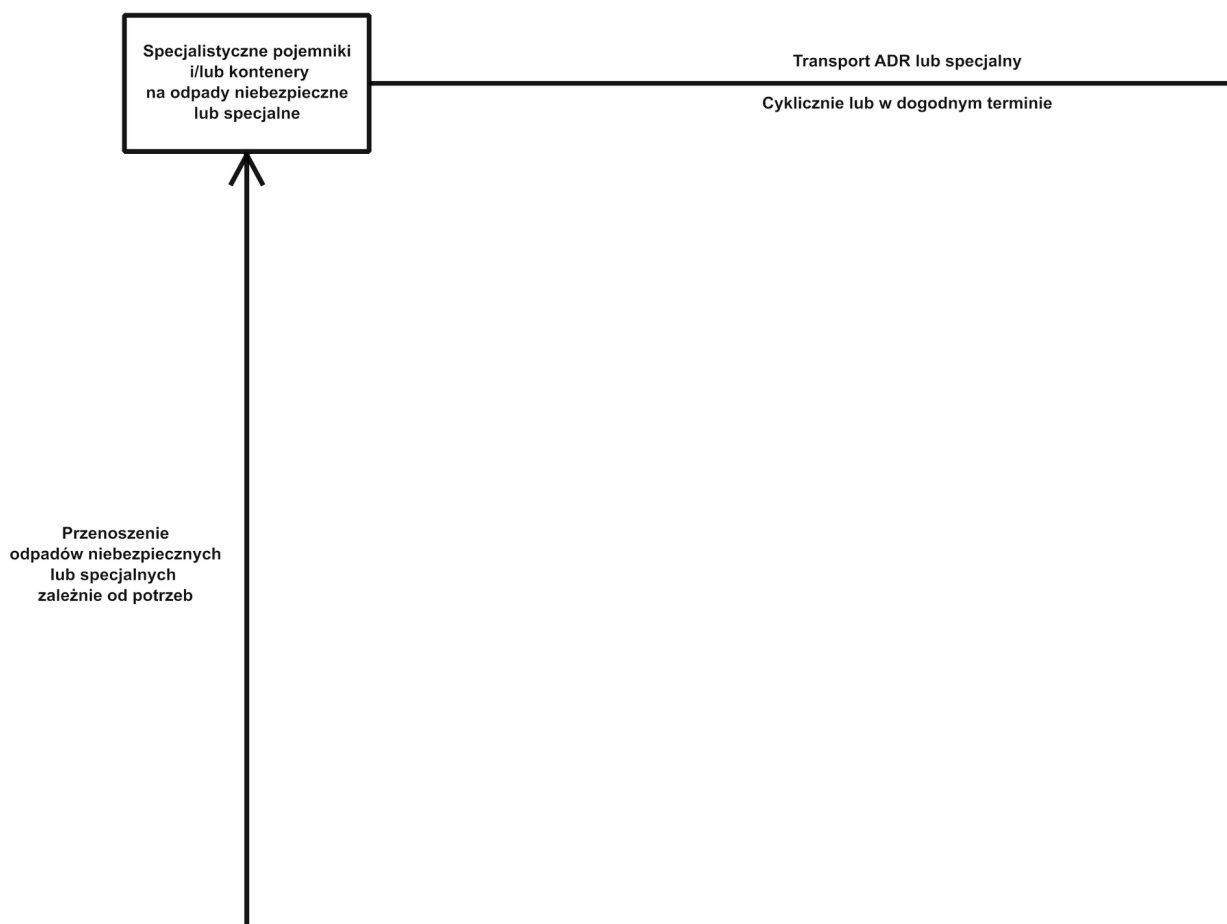 Specjalistyczne pojemniki
i/lub kontenery
na odpady niebezpieczne
lub specjalne
Transport ADR lub specjalny
Cyklicznie lub w dogodnym terminie
Przenoszenie
odpadów niebezpiecznych
lub specjalnych
zależnie od potrzeb